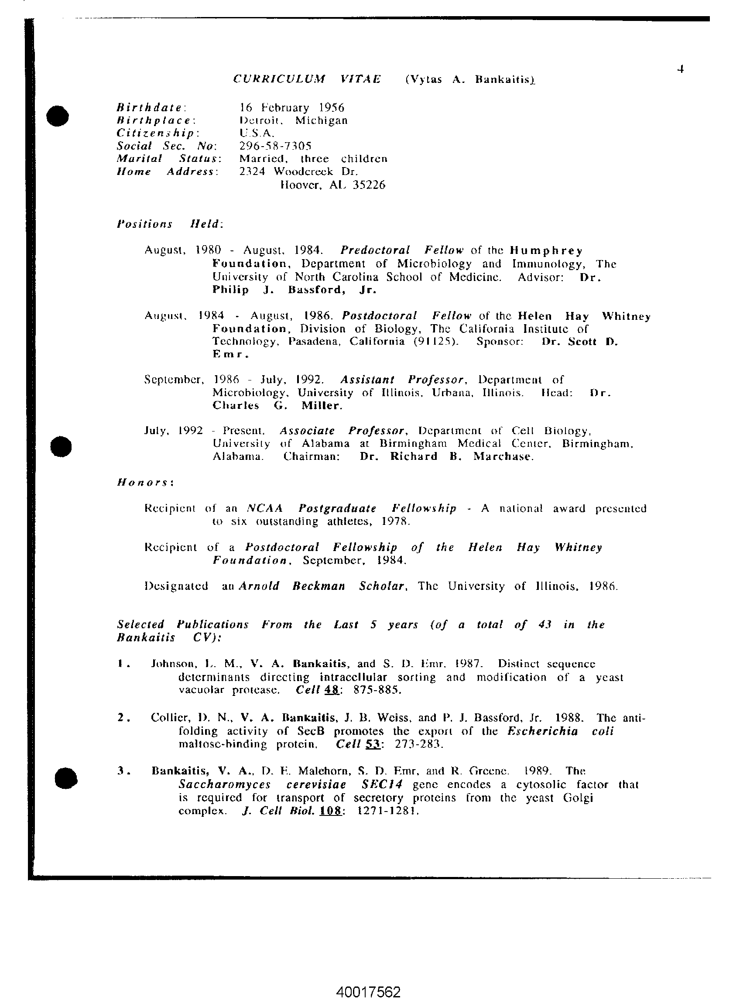 4
CURRICULUM VITAE (Vytas A. Bankaitis)
Birthdate: 16 February 1956
Birthplace: Detroit, Michigan
Citizenship: U.S.A.
Social Sec. No: 296-58-7305
Marital Status: Married, three children
Home Address: 2324 Woodcreek Dr.
Hoover, AL 35226
Positions Held:
August, 1980 - August, 1984. Predoctoral Fellow of the Humphrey
Foundation, Department of Microbiology and Immunology, The
University of North Carolina School of Medicine. Advisor: Dr.
Philip J. Bassford, Jr.
August, 1984 - August, 1986. Postdoctoral Fellow of the Helen Hay Whitney
Foundation, Division of Biology, The California Institute of
Technology, Pasadena, California (91125). Sponsor: Dr. Scott D.
Emr.
September, 1986 - July, 1992. Assistant Professor, Department of
Microbiology, University of Illinois, Urbana, Illinois. Head: Dr.
Charles G. Miller.
July, 1992 - Present. Associate Professor, Department of Cell Biology,
University of Alabama at Birmingham Medical Center, Birmingham,
Alabama. Chairman: Dr. Richard B. Marchase.
Honors:
Recipient of an NCAA Postgraduate Fellowship - A national award presented
to six outstanding athletes, 1978.
Recipient of a Postdoctoral Fellowship of the Helen Hay Whitney
Foundation, September, 1984.
Designated an Arnold Beckman Scholar, The University of Illinois, 1986.
Selected Publications From the Last 5 years (of a total of 43 in the
Bankaitis CV):
1. Johnson, L. M., V. A. Bankaitis, and S. D. Emr. 1987. Distinct sequence
determinants directing intracellular sorting and modification of a yeast
vacuolar protease. Cell 48: 875-885.
2. Collier, D. N., V. A. Bankaitis, J. B. Weiss, and P. J. Bassford, Jr. 1988. The anti-
folding activity of SecB promotes the export of the Escherichia coli
maltose-binding protein. Cell 53: 273-283.
3. Bankaitis, V. A., D. E. Malehorn, S. D. Emr, and R. Greene. 1989. The
Saccharomyces cerevisiae SEC14 gene encodes a cytosolic factor that
is required for transport of secretory proteins from the yeast Golgi
complex. J. Cell Biol. 108: 1271-1281.
40017562